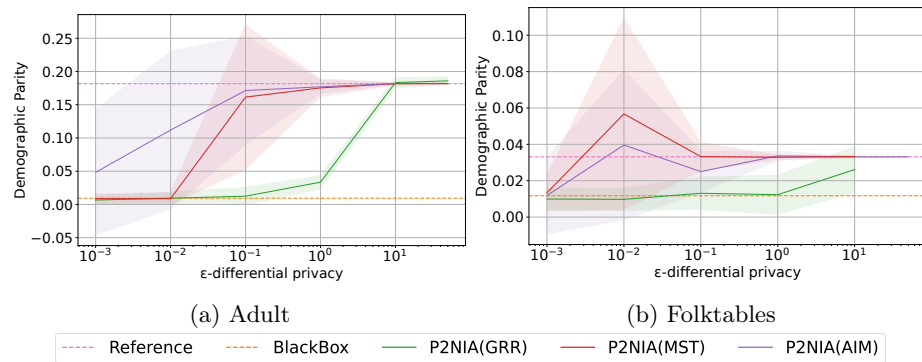 Demographic Parity
0.25
0.20
0.15
0.10
0.05
0.00
−0.05
10⁻³ 10⁻² 10⁻¹ 10⁰ 10¹
ε-differential privacy
(a) Adult
Demographic Parity
0.10
0.08
0.06
0.04
0.02
0.00
10⁻³ 10⁻² 10⁻¹ 10⁰ 10¹
ε-differential privacy
(b) Folktables
Reference BlackBox P2NIA(GRR) P2NIA(MST) P2NIA(AIM)